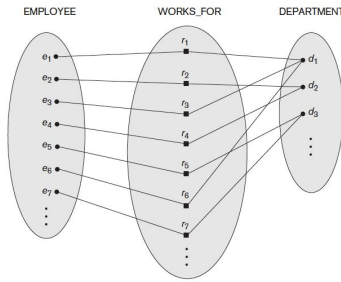 EMPLOYEE WORKS_FOR DEPARTMENT
e1
e2
e3
e4
e5
e6
e7
r1
r2
r3
r4
r5
r6
r7
d1
d2
d3